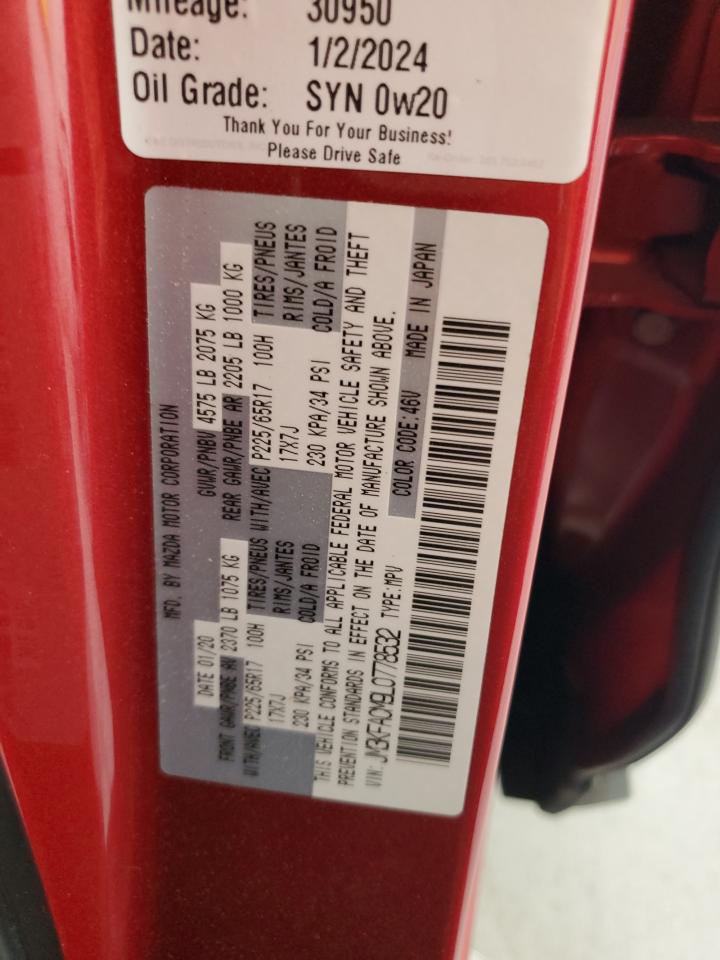 Mileage: 30950
Date: 1/2/2024
Oil Grade: SYN 0w20
Thank You For Your Business!
Please Drive Safe
MFD. BY MAZDA MOTOR CORPORATION
DATE 01/20 GVWR/PNBV 4575 LB 2075 KG
FRONT GAWR/PNBE AV 2370 LB 1075 KG REAR GAWR/PNBE AR 2205 LB 1000 KG
WITH/AVEC P225/65R17 100H TIRES/PNEUS WITH/AVEC P225/65R17 100H TIRES/PNEUS
17X7J RIMS/JANTES 17X7J RIMS/JANTES
230 KPA/34 PSI COLD/A FROID 230 KPA/34 PSI COLD/A FROID
THIS VEHICLE CONFORMS TO ALL APPLICABLE FEDERAL MOTOR VEHICLE SAFETY AND THEFT
PREVENTION STANDARDS IN EFFECT ON THE DATE OF MANUFACTURE SHOWN ABOVE.
VIN: JM3KFACM9L0778532 TYPE:MPV COLOR CODE:46V MADE IN JAPAN